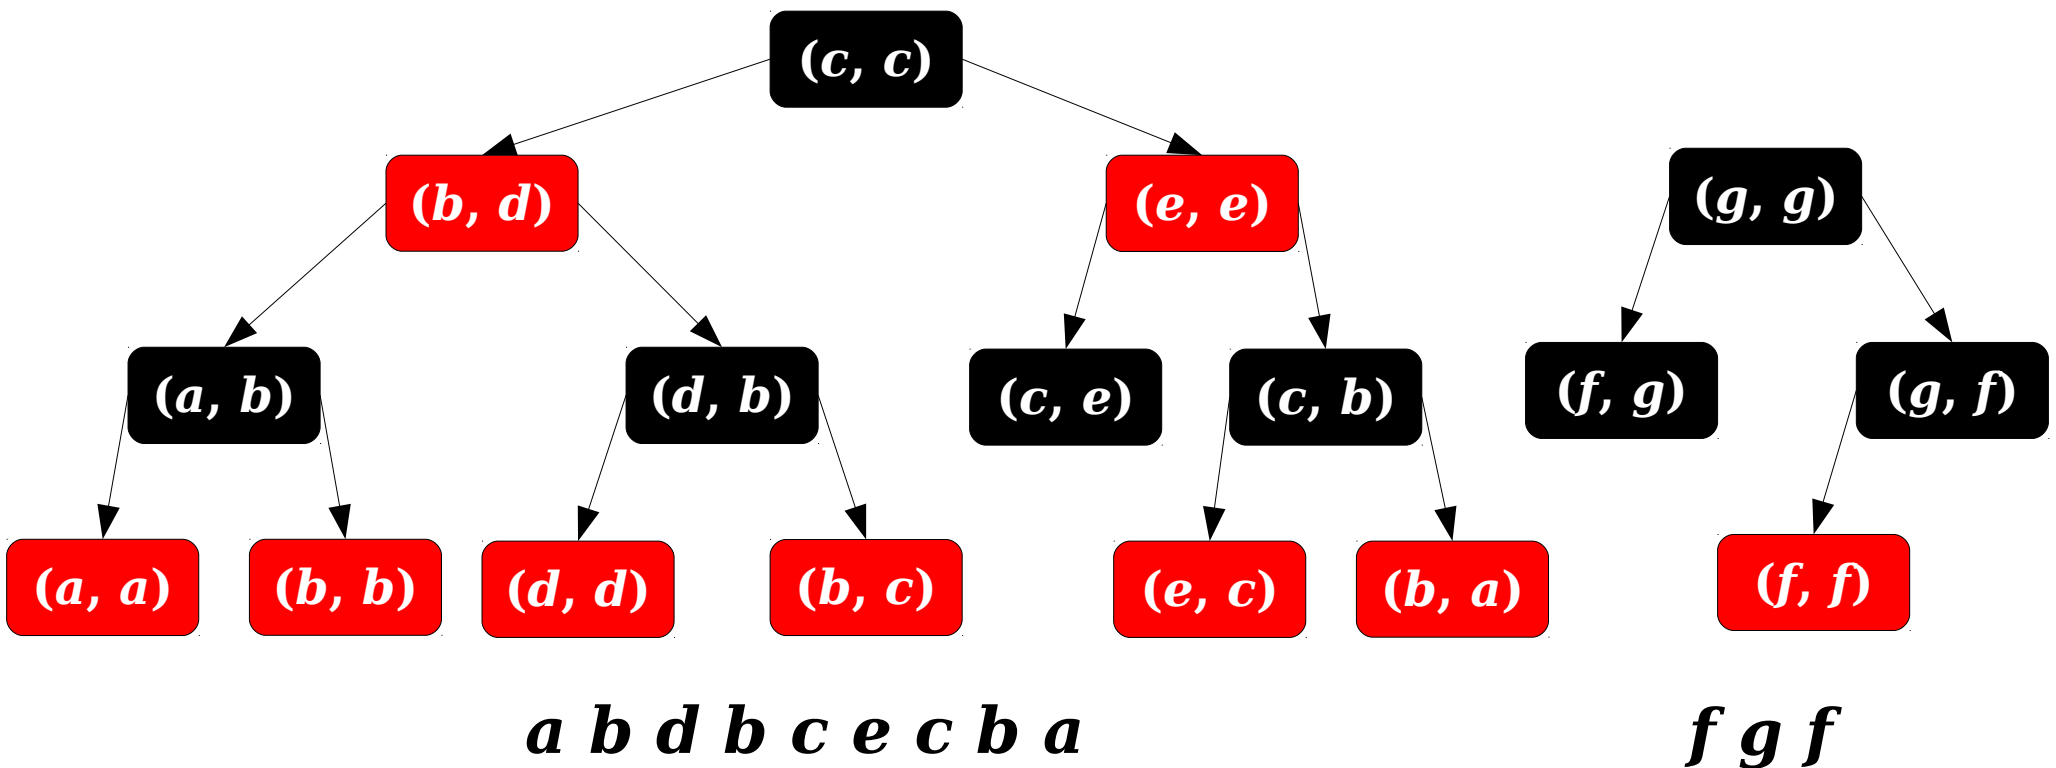 (c, c)
(b, d) (e, e) (g, g)
(a, b) (d, b) (c, e) (c, b) (f, g) (g, f)
(a, a) (b, b) (d, d) (b, c) (e, c) (b, a) (f, f)
a b d b c e c b a f g f